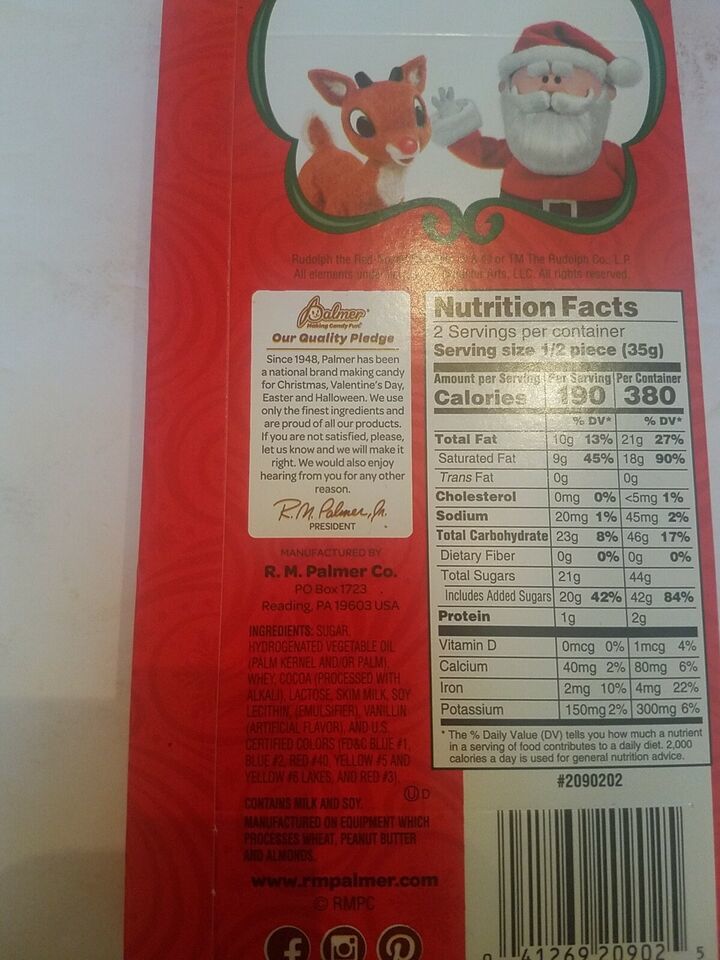 Rudolph the Red-Nosed or TM The Rudolph Co., L.P.
All elements under Arts, LLC. All rights reserved.
Palmer
Making Candy Fun
Our Quality Pledge
Since 1948, Palmer has been
a national brand making candy
for Christmas, Valentine's Day,
Easter and Halloween. We use
only the finest ingredients and
are proud of all our products.
If you are not satisfied, please,
let us know and we will make it
right. We would also enjoy
hearing from you for any other
reason.
R.M. Palmer, Jr.
PRESIDENT
MANUFACTURED BY
R. M. Palmer Co.
PO Box 1723
Reading, PA 19603 USA
INGREDIENTS: SUGAR,
HYDROGENATED VEGETABLE OIL
(PALM KERNEL AND/OR PALM),
WHEY, COCOA (PROCESSED WITH
ALKALI), LACTOSE, SKIM MILK, SOY
LECITHIN, (EMULSIFIER), VANILLIN
(ARTIFICIAL FLAVOR), AND U.S.
CERTIFIED COLORS (FD&C BLUE #1,
BLUE #2, RED #40, YELLOW #5 AND
YELLOW #6 LAKES, AND RED #3).
U D
CONTAINS MILK AND SOY.
MANUFACTURED ON EQUIPMENT WHICH
PROCESSES WHEAT, PEANUT BUTTER
AND ALMONDS.
www.rmpalmer.com
© RMPC
Nutrition Facts
2 Servings per container
Serving size 1/2 piece (35g)
Amount per Serving Per Serving Per Container
Calories 190 380
% DV* % DV*
Total Fat 10g 13% 21g 27%
Saturated Fat 9g 45% 18g 90%
Trans Fat 0g 0g
Cholesterol 0mg 0% <5mg 1%
Sodium 20mg 1% 45mg 2%
Total Carbohydrate 23g 8% 46g 17%
Dietary Fiber 0g 0% 0g 0%
Total Sugars 21g 44g
Includes Added Sugars 20g 42% 42g 84%
Protein 1g 2g
Vitamin D 0mcg 0% 1mcg 4%
Calcium 40mg 2% 80mg 6%
Iron 2mg 10% 4mg 22%
Potassium 150mg 2% 300mg 6%
* The % Daily Value (DV) tells you how much a nutrient
in a serving of food contributes to a daily diet. 2,000
calories a day is used for general nutrition advice.
#2090202
0 41269 20902 5